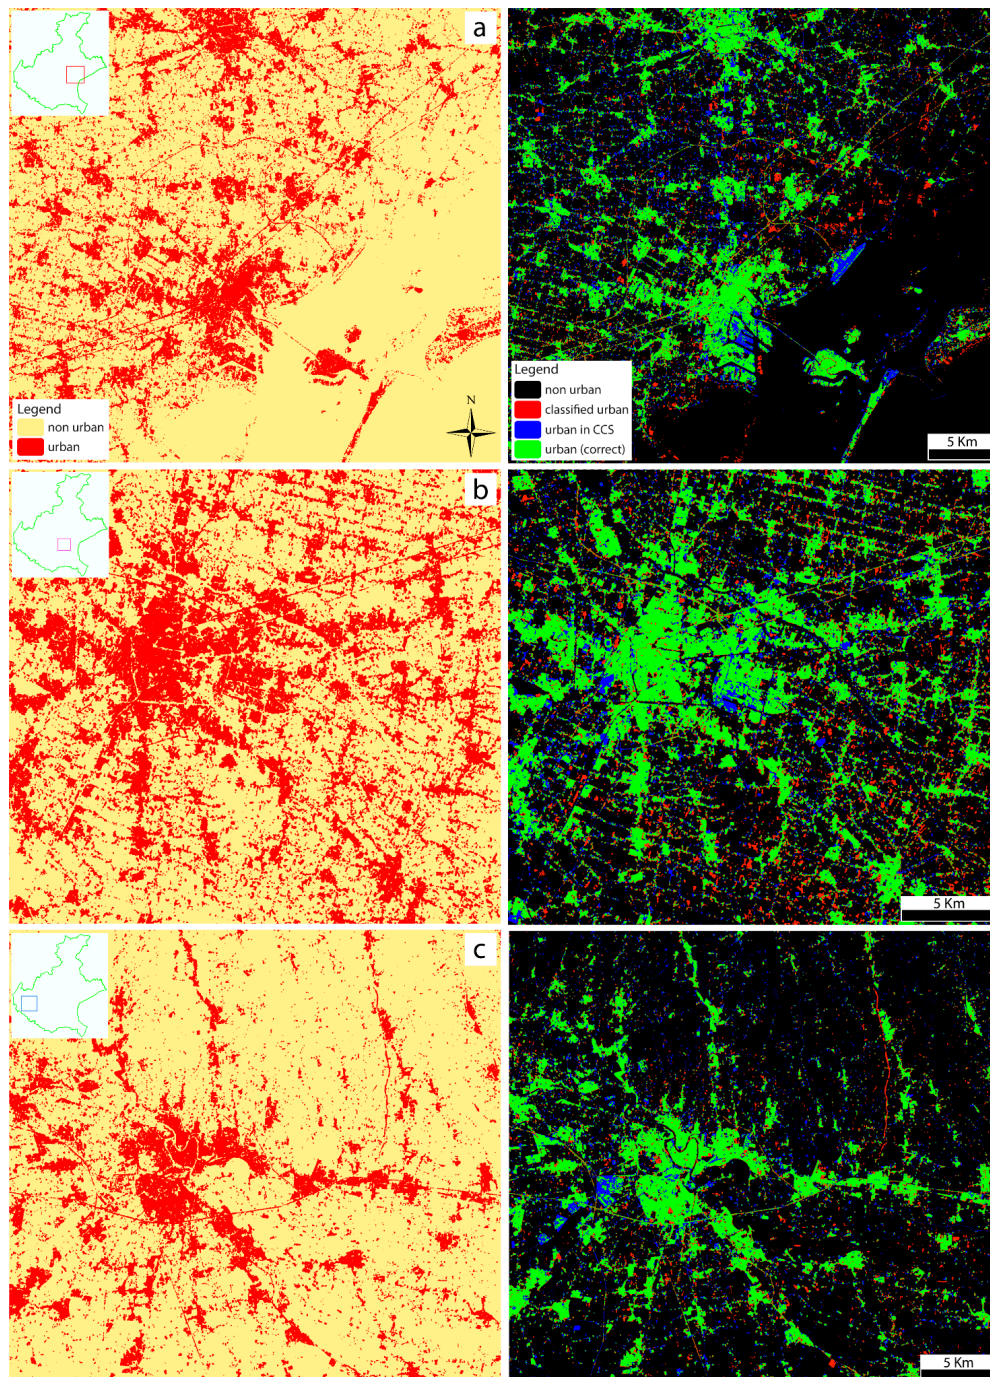 a
Legend
non urban
urban
N
Legend
non urban
classified urban
urban in CCS
urban (correct)
5 Km
b
5 Km
c
5 Km